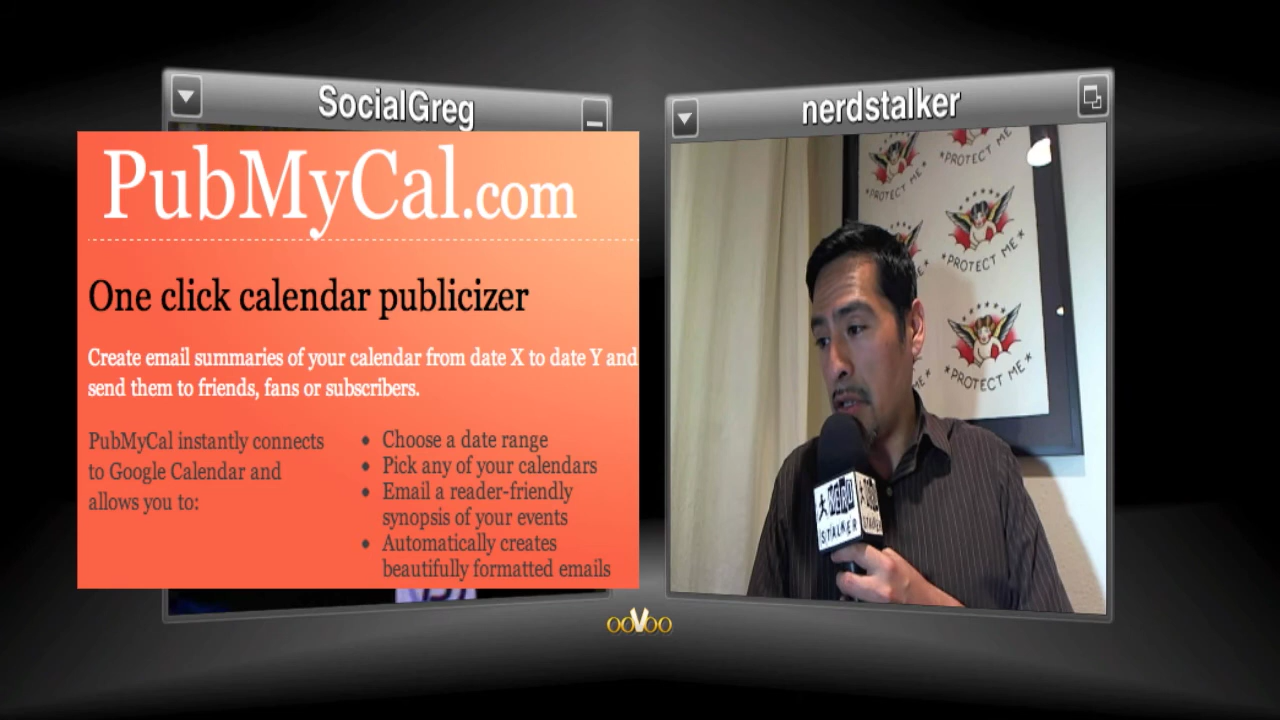 SocialGreg
nerdstalker
PubMyCal.com
One click calendar publicizer
Create email summaries of your calendar from date X to date Y and
send them to friends, fans or subscribers.
PubMyCal instantly connects
to Google Calendar and
allows you to:
• Choose a date range
• Pick any of your calendars
• Email a reader-friendly
synopsis of your events
• Automatically creates
beautifully formatted emails
*PROTECT ME*
*PROTECT ME*
*PROTECT ME*
NERD
STALKER
ooVoo